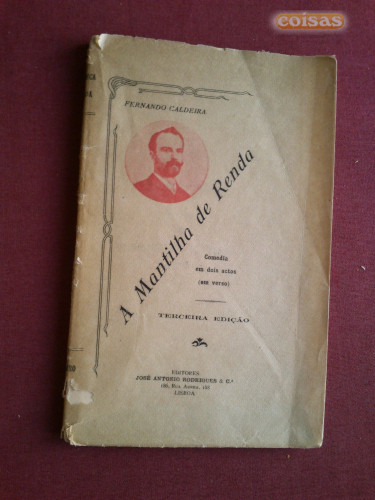 coisas
FERNANDO CALDEIRA
A Mantilha de Renda
Comedia
em dois actos
(em verso)
TERCEIRA EDIÇÃO
EDITORES
JOSÉ ANTONIO RODRIGUES & C.ª
LISBOA